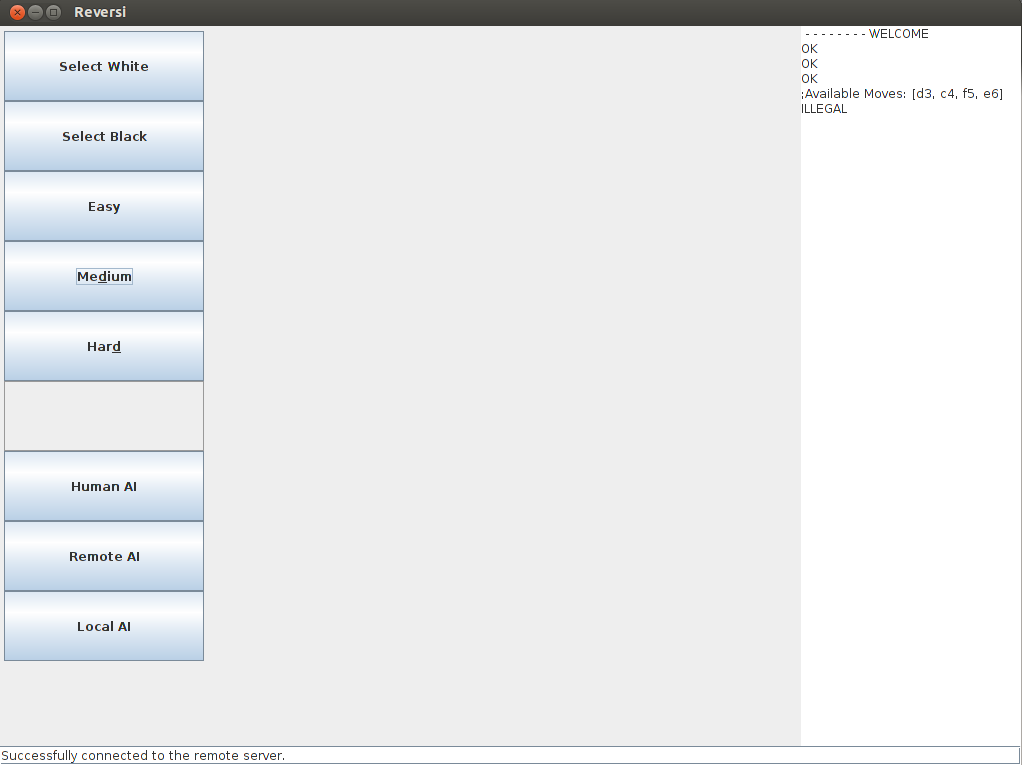 Reversi
Select White
Select Black
Easy
Medium
Hard
Human AI
Remote AI
Local AI
- - - - - - - - WELCOME
OK
OK
OK
;Available Moves: [d3, c4, f5, e6]
ILLEGAL
Successfully connected to the remote server.